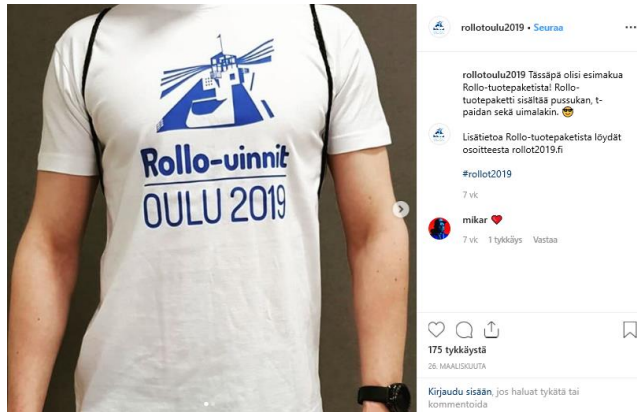 Rollo-uinnit
OULU 2019
rollotoulu2019 • Seuraa
rollotoulu2019 Tässäpä olisi esimakua
Rollo-tuotepaketista! Rollo-
tuotepaketti sisältää pussukan, t-
paidan sekä uimalakin. 😎
Lisätietoa Rollo-tuotepaketista löydät
osoitteesta rollot2019.fi
#rollot2019
7 vk
mikar ❤️
7 vk 1 tykkäys Vastaa
175 tykkäystä
26. MAALISKUUTA
Kirjaudu sisään, jos haluat tykätä tai
kommentoida